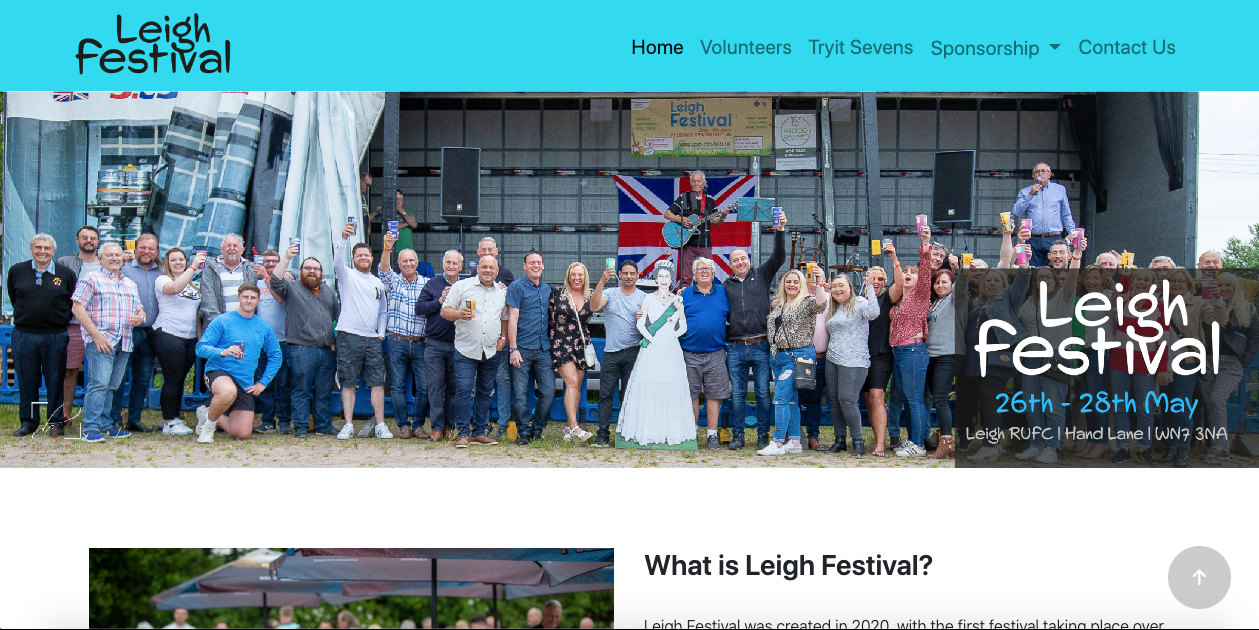 Leigh
Festival
Home
Volunteers
Tryit Sevens
Sponsorship
Contact Us
Leigh
Festival
Leigh
Festival
26th - 28th May
Leigh RUFC | Hand Lane | WN7 3NA
What is Leigh Festival?
Leigh Festival was created in 2020, with the first festival taking place over